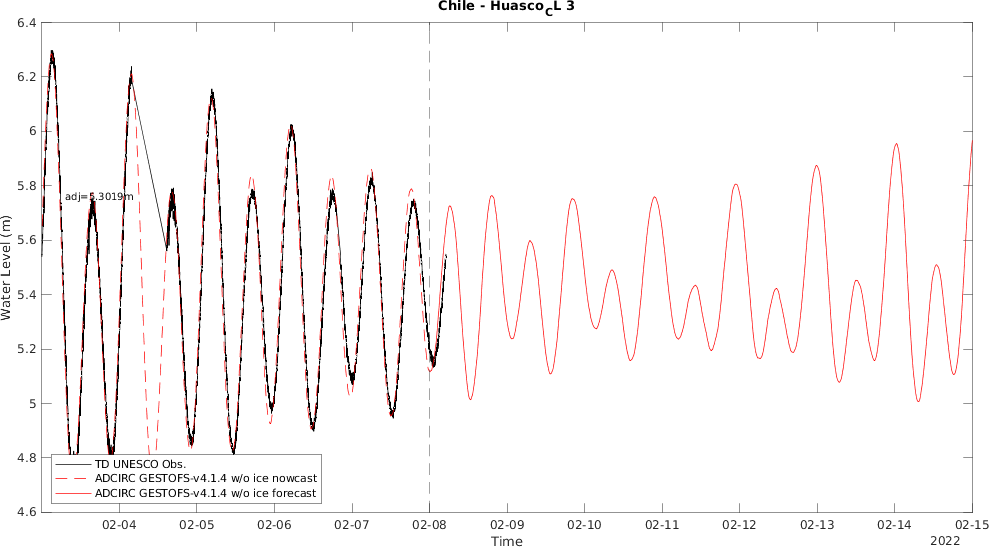 Chile - Huasco_CL 3
6.4
6.2
6
5.8
5.6
5.4
5.2
5
4.8
4.6
Water Level (m)
adj=5.3019m
TD UNESCO Obs.
ADCIRC GESTOFS-v4.1.4 w/o ice nowcast
ADCIRC GESTOFS-v4.1.4 w/o ice forecast
02-04 02-05 02-06 02-07 02-08 02-09 02-10 02-11 02-12 02-13 02-14 02-15
Time
2022